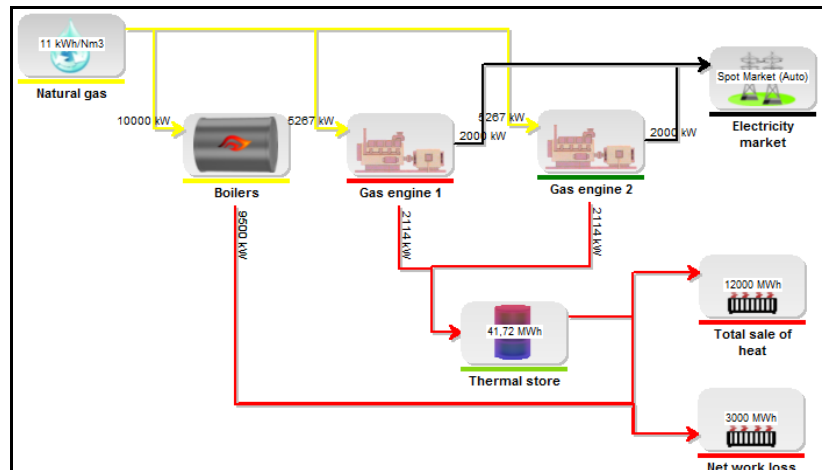 11 kWh/Nm3
Natural gas
10000 kW
5267 kW
5267 kW
2000 kW
2000 kW
Spot Market (Auto)
Electricity
market
Boilers
Gas engine 1
Gas engine 2
9500 kW
2114 kW
2114 kW
41,72 MWh
Thermal store
12000 MWh
Total sale of
heat
3000 MWh
Net work loss